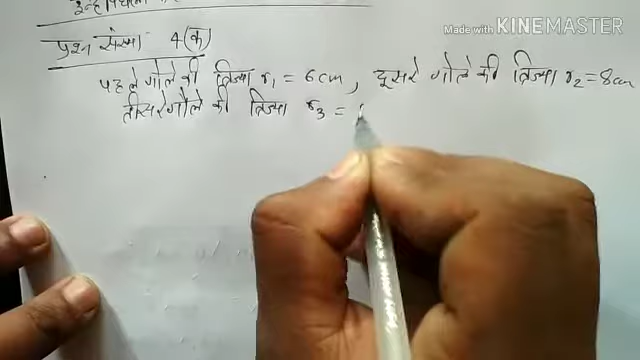 Made with KINEMASTER
प्रश्न संख्या 4(क)
पहले गोले की त्रिज्या r₁ = 6cm, दूसरे गोले की त्रिज्या r₂ = 8cm
तीसरे गोले की त्रिज्या r₃ =